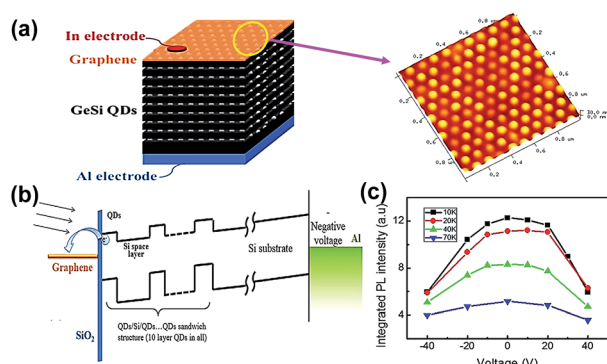 (a)
In electrode
Graphene
GeSi QDs
Al electrode
0.2
0.4
0.6
0.8 um
0.2
0.4
0.6
0.8 um
(b)
QDs
Si space
layer
Si substrate
Negative
voltage
Al
Graphene
SiO2
QDs/Si/QDs...QDs sandwich
structure (10 layer QDs in all)
(c)
Integrated PL intensity (a.u)
12
8
4
10K
20K
40K
70K
-40 -20 0 20 40
Voltage (V)